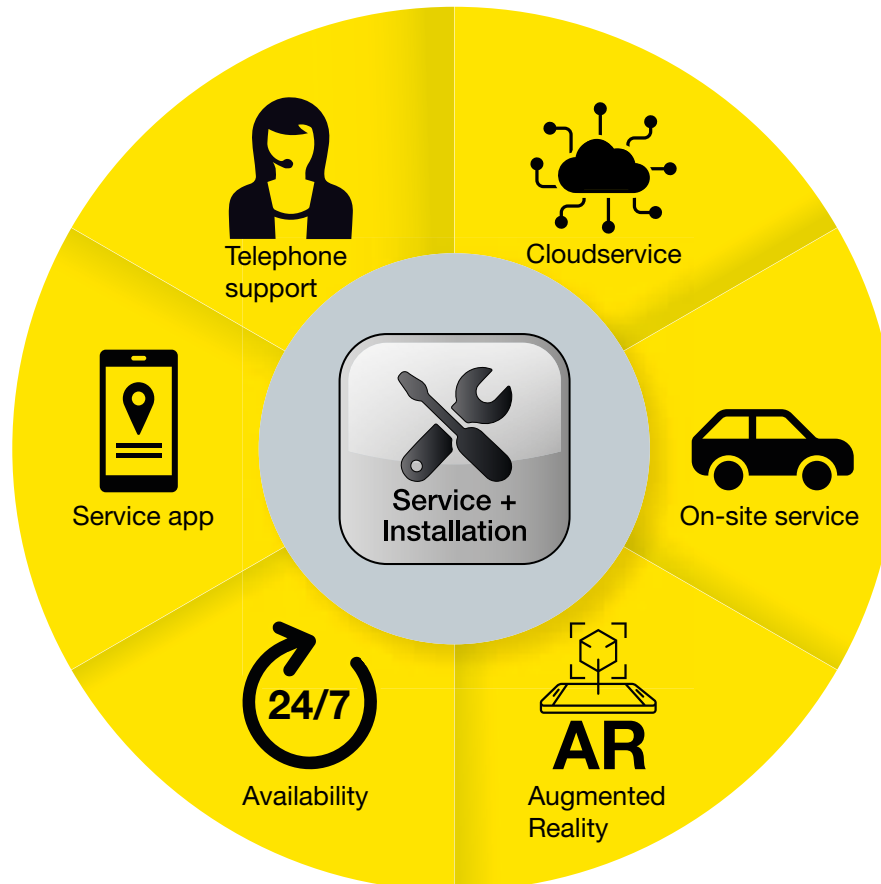 Telephone
support
Cloudservice
Service app
Service +
Installation
On-site service
24/7
Availability
AR
Augmented
Reality